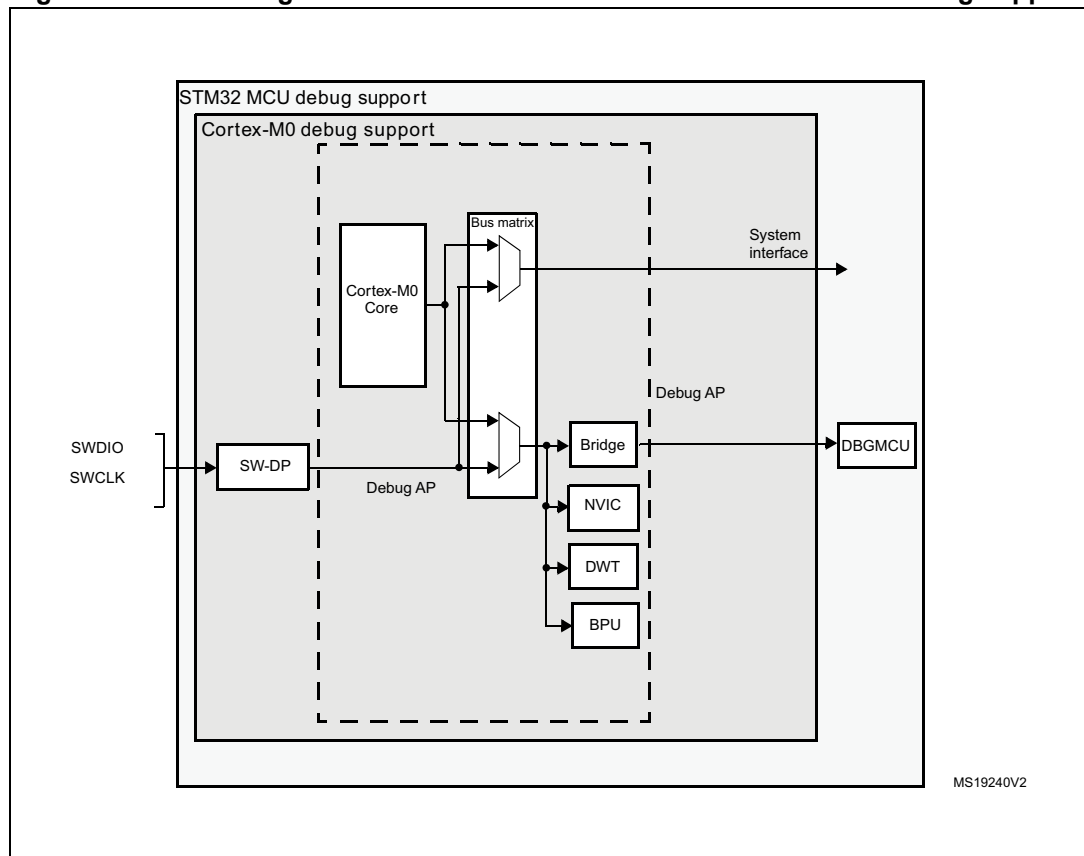 STM32 MCU debug support
Cortex-M0 debug support
Bus matrix
System
interface
Cortex-M0
Core
Debug AP
Bridge
DBGMCU
SWDIO
SWCLK
SW-DP
Debug AP
NVIC
DWT
BPU
MS19240V2